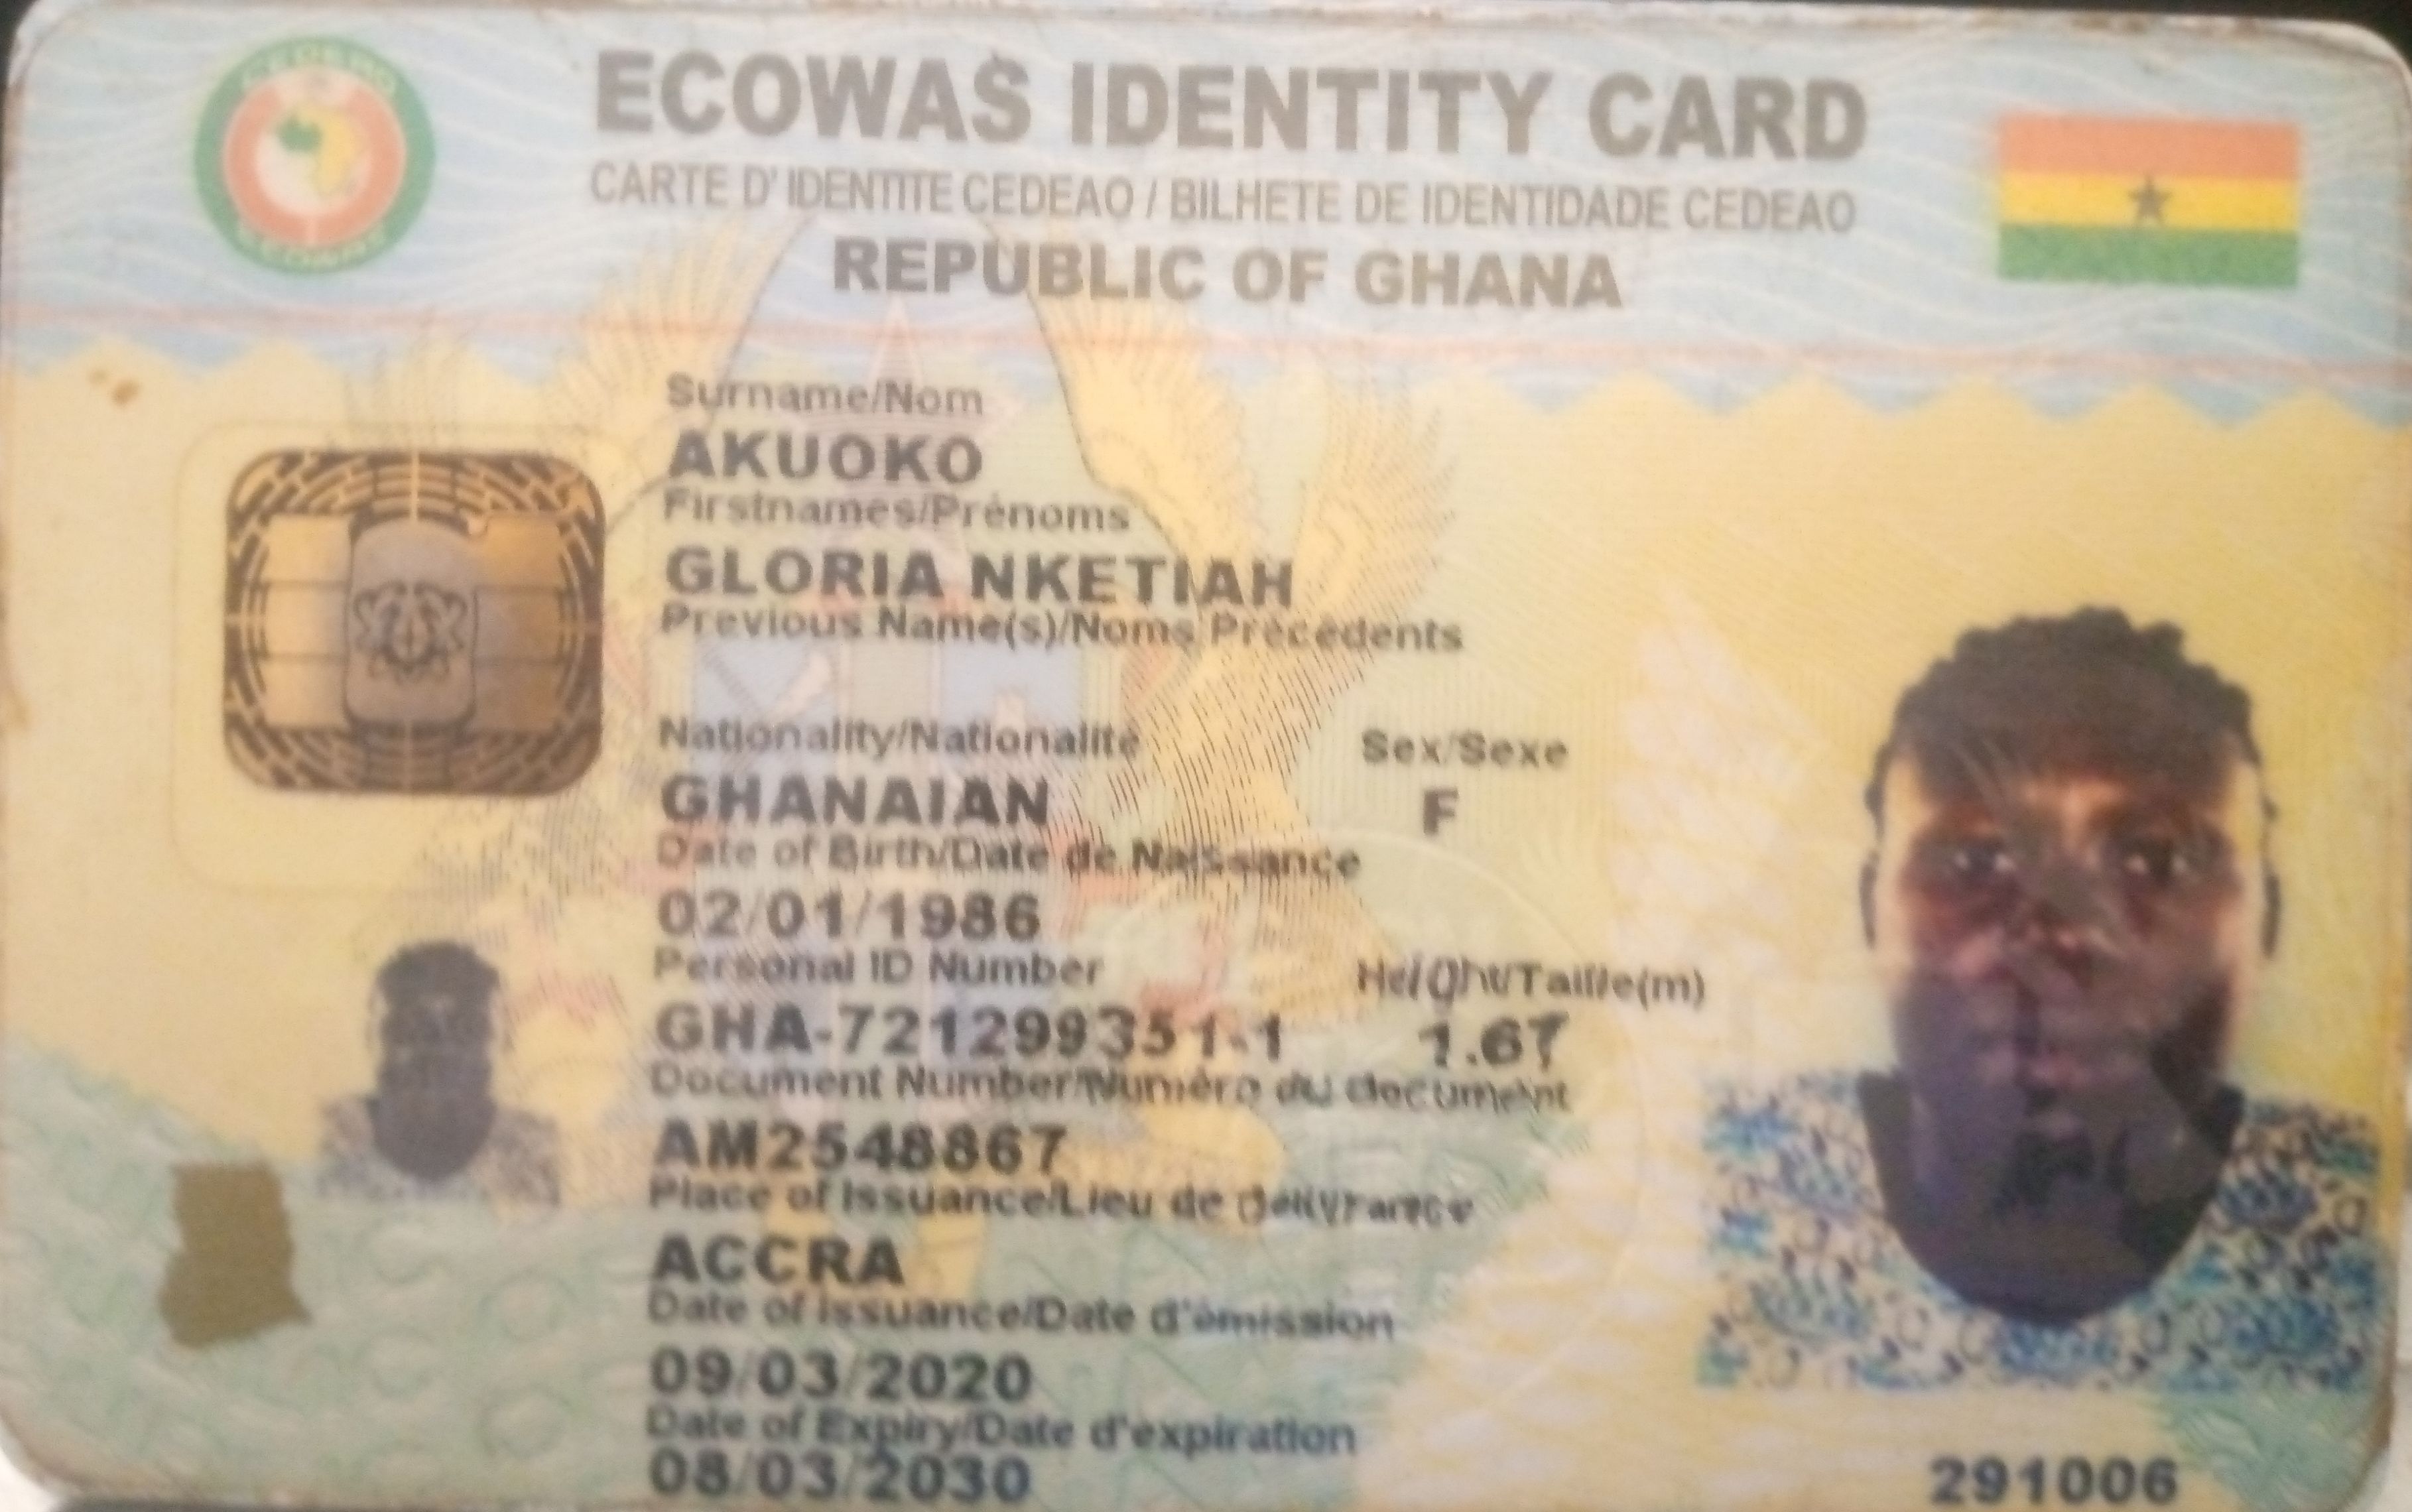 CEDEAO
ECOWAS
ECOWAS IDENTITY CARD
CARTE D' IDENTITE CEDEAO / BILHETE DE IDENTIDADE CEDEAO
REPUBLIC OF GHANA
Surname/Nom
AKUOKO
Firstnames/Prénoms
GLORIA NKETIAH
Previous Name(s)/Noms Précédents
Nationality/Nationalité Sex/Sexe
GHANAIAN F
Date of Birth/Date de Naissance
02/01/1986
Personal ID Number Height/Taille(m)
GHA-721299351-1 1.67
Document Number/Numéro du document
AM2548867
Place of Issuance/Lieu de délivrance
ACCRA
Date of Issuance/Date d'émission
09/03/2020
Date of Expiry/Date d'expiration
08/03/2030
291006